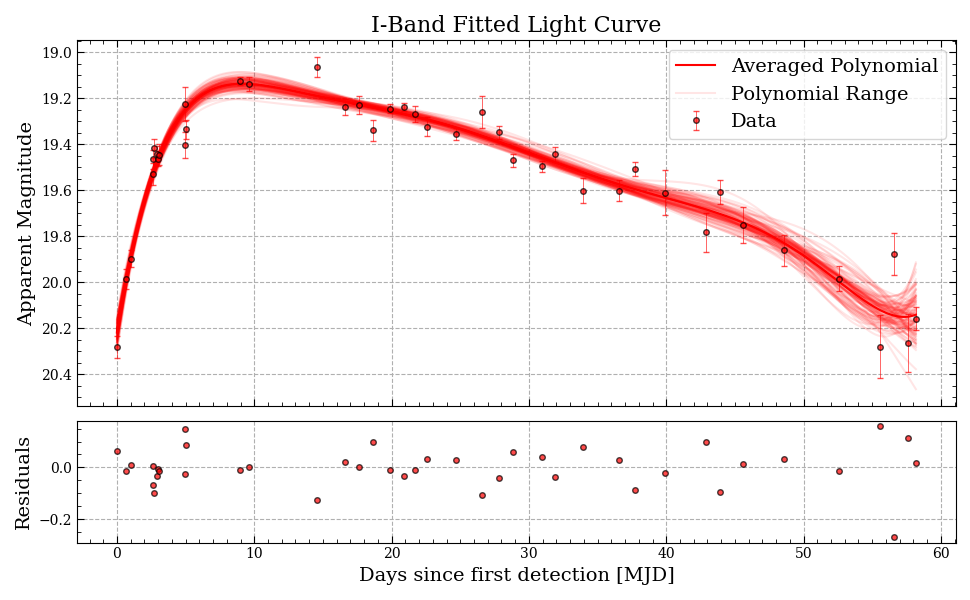 I-Band Fitted Light Curve
Apparent Magnitude
19.0
19.2
19.4
19.6
19.8
20.0
20.2
20.4
Averaged Polynomial
Polynomial Range
Data
Residuals
0.0
−0.2
0 10 20 30 40 50 60
Days since first detection [MJD]